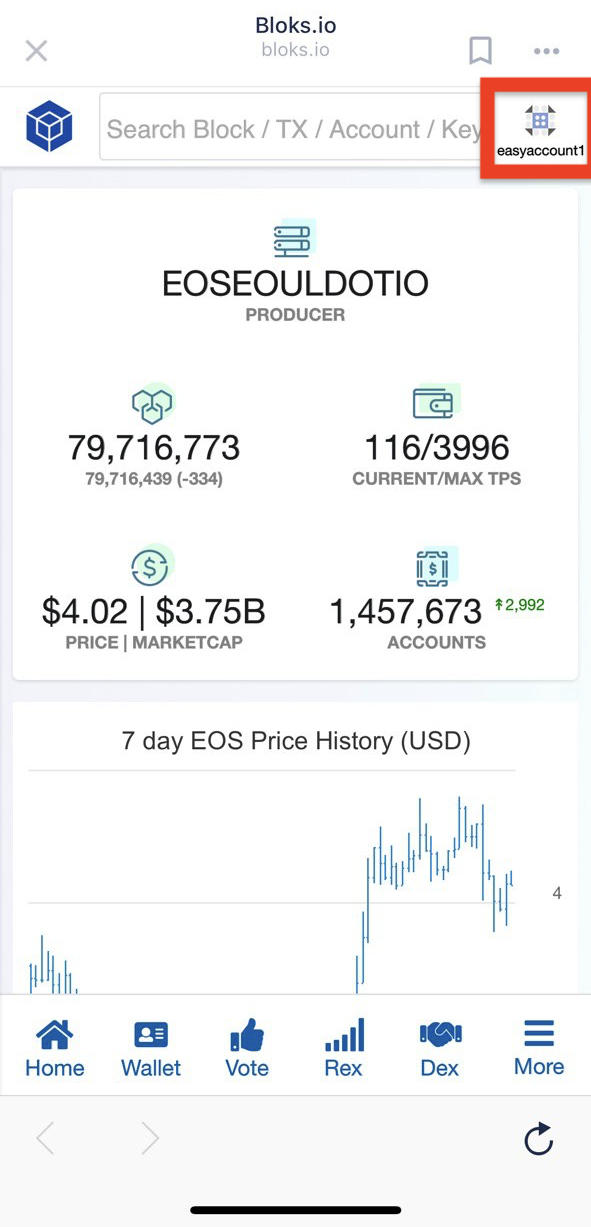 Bloks.io
bloks.io
Search Block / TX / Account / Key
easyaccount1
EOSEOULDOTIO
PRODUCER
79,716,773
79,716,439 (-334)
116/3996
CURRENT/MAX TPS
$4.02 | $3.75B
PRICE | MARKETCAP
1,457,673 ↟2,992
ACCOUNTS
7 day EOS Price History (USD)
4
Home Wallet Vote Rex Dex More